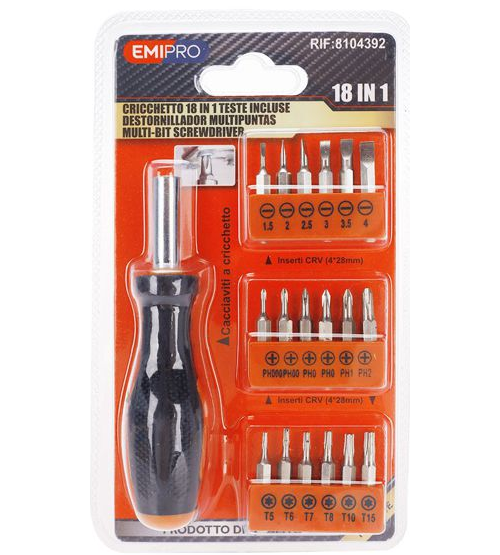 EMIPRO
RIF:8104392
18 IN 1
CRICCHETTO 18 IN 1 TESTE INCLUSE
DESTORNILLADOR MULTIPUNTAS
MULTI-BIT SCREWDRIVER
1.5 2 2.5 3 3.5 4
▲ Inserti CRV (4*28mm)
▲Cacciaviti a cricchetto
PH000 PH00 PH0 PH0 PH1 PH2
▲ Inserti CRV (4*28mm) ▼
T5 T6 T7 T8 T10 T15
PRODOTTO DI